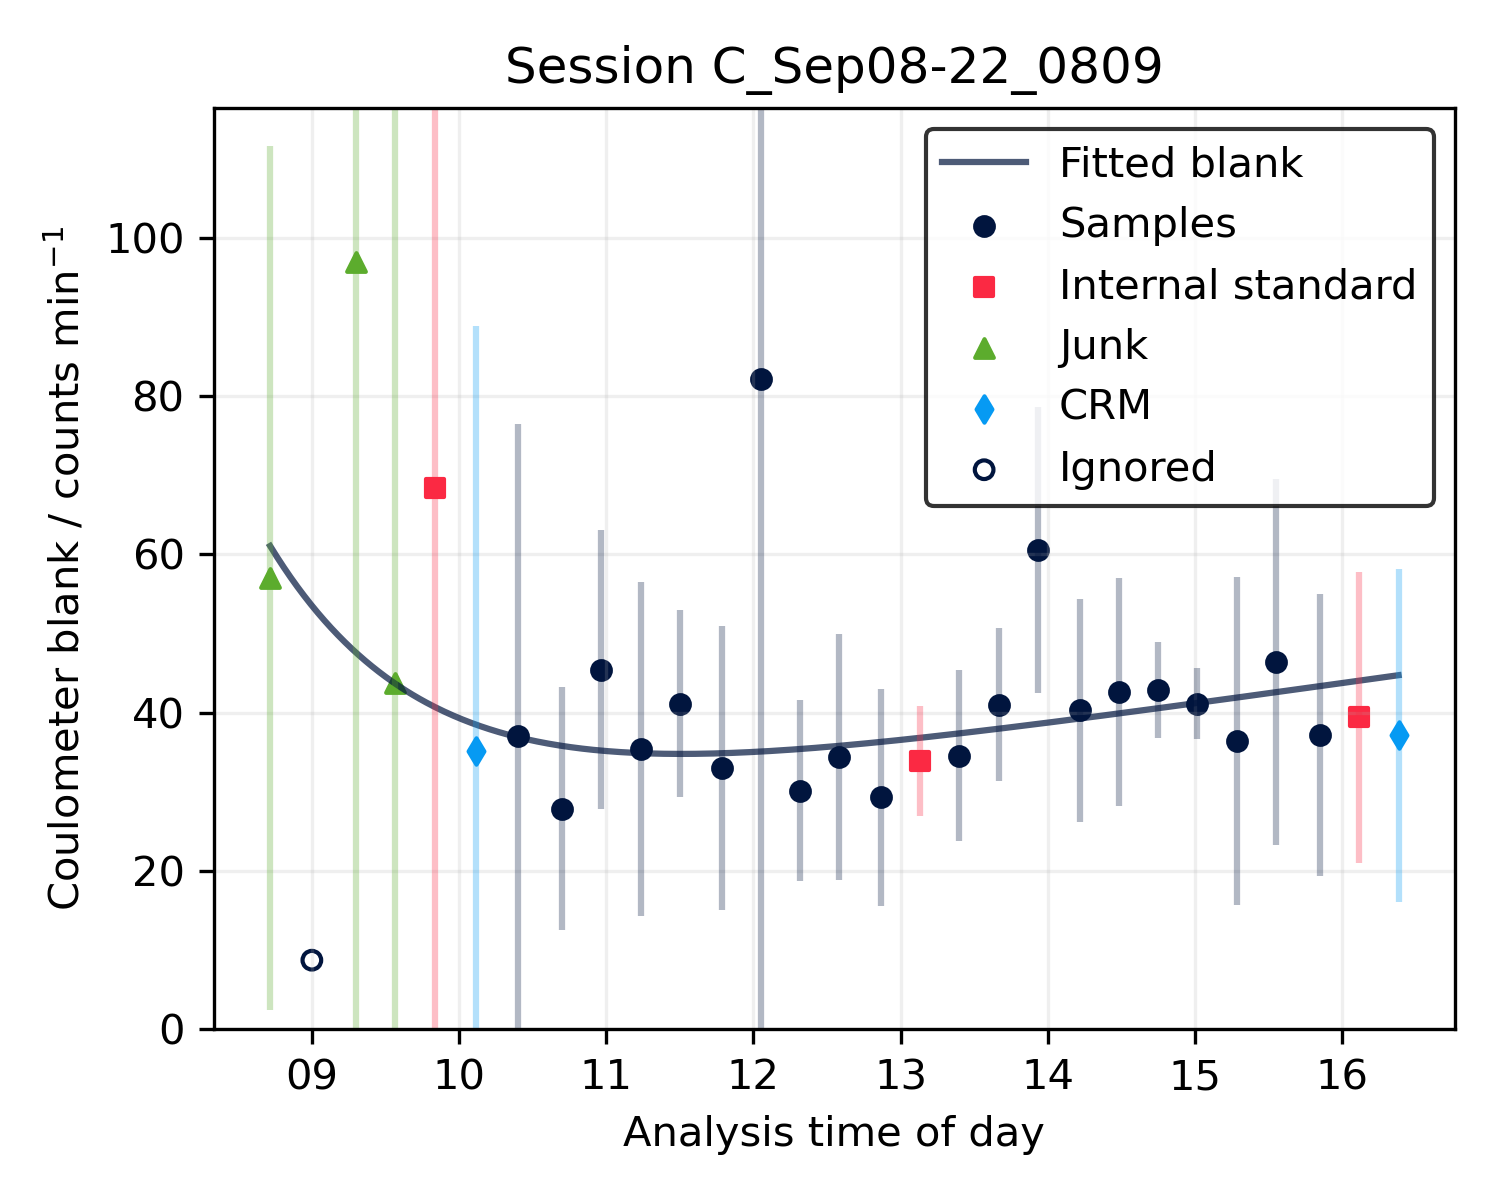 Session C_Sep08-22_0809
Coulometer blank / counts min⁻¹
100
80
60
40
20
0
09 10 11 12 13 14 15 16
Analysis time of day
Fitted blank
Samples
Internal standard
Junk
CRM
Ignored